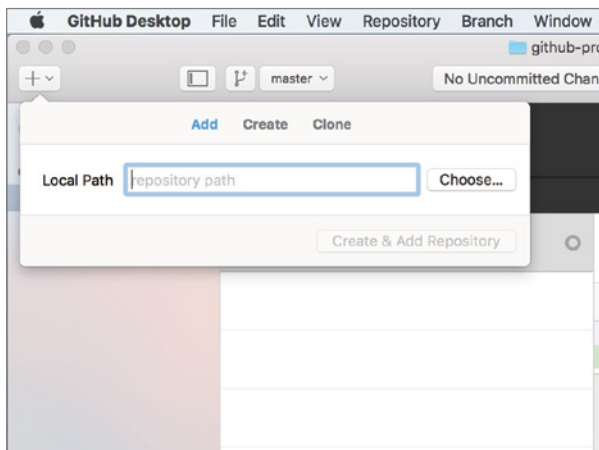 GitHub Desktop File Edit View Repository Branch Window
github-pro
master No Uncommitted Chan
Add Create Clone
Local Path repository path Choose...
Create & Add Repository